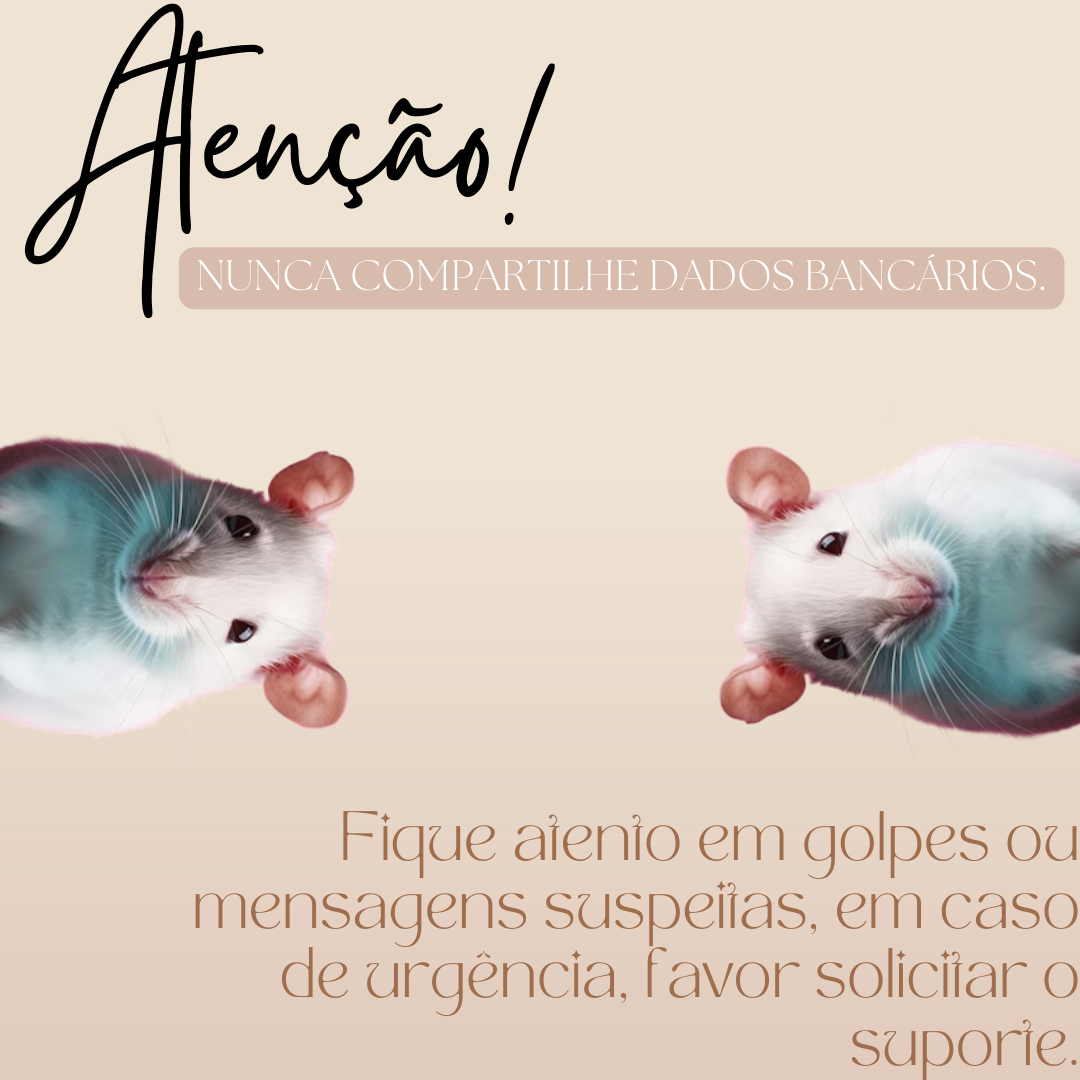 Atenção!
NUNCA COMPARTILHE DADOS BANCÁRIOS.
Fique atento em golpes ou
mensagens suspeitas, em caso
de urgência, favor solicitar o
suporte.